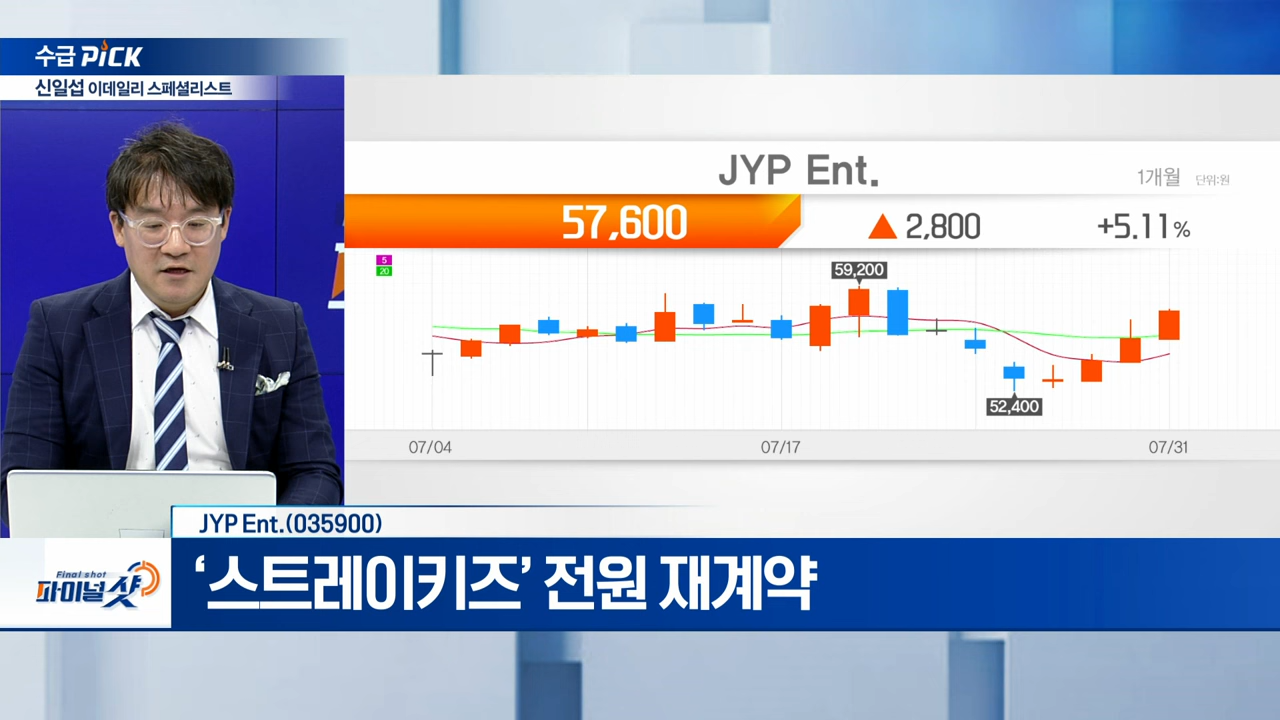 수급 PiCK
신일섭 이데일리 스페셜리스트
JYP Ent.
1개월 단위:원
57,600 ▲ 2,800 +5.11%
5
20
59,200
52,400
07/04 07/17 07/31
JYP Ent.(035900)
Final shot
파이널샷
‘스트레이키즈’ 전원 재계약